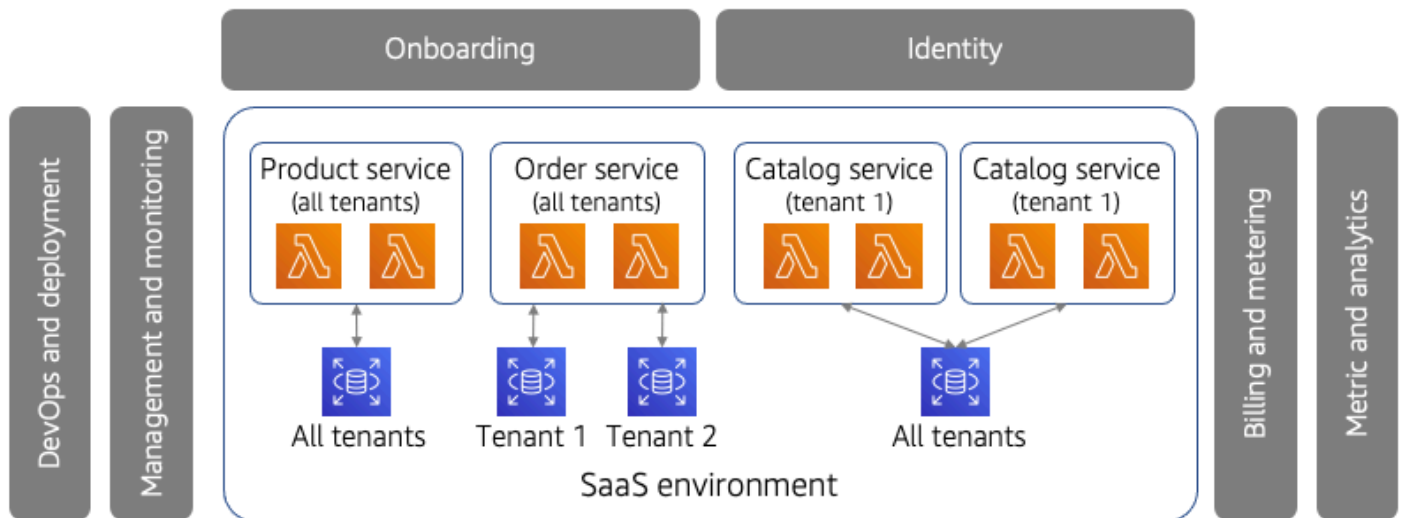 Onboarding
Identity
DevOps and deployment
Management and monitoring
Product service
(all tenants)
Order service
(all tenants)
Catalog service
(tenant 1)
Catalog service
(tenant 1)
All tenants
Tenant 1
Tenant 2
All tenants
SaaS environment
Billing and metering
Metric and analytics